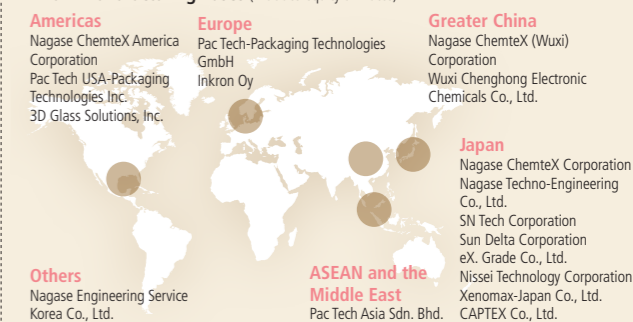 Americas
Nagase ChemteX America
Corporation
Pac Tech USA-Packaging
Technologies Inc.
3D Glass Solutions, Inc.
Europe
Pac Tech-Packaging Technologies
GmbH
Inkron Oy
Greater China
Nagase ChemteX (Wuxi)
Corporation
Wuxi Chenghong Electronic
Chemicals Co., Ltd.
Japan
Nagase ChemteX Corporation
Nagase Techno-Engineering
Co., Ltd.
SN Tech Corporation
Sun Delta Corporation
eX. Grade Co., Ltd.
Nissei Technology Corporation
Xenomax-Japan Co., Ltd.
CAPTEX Co., Ltd.
Others
Nagase Engineering Service
Korea Co., Ltd.
ASEAN and the
Middle East
Pac Tech Asia Sdn. Bhd.